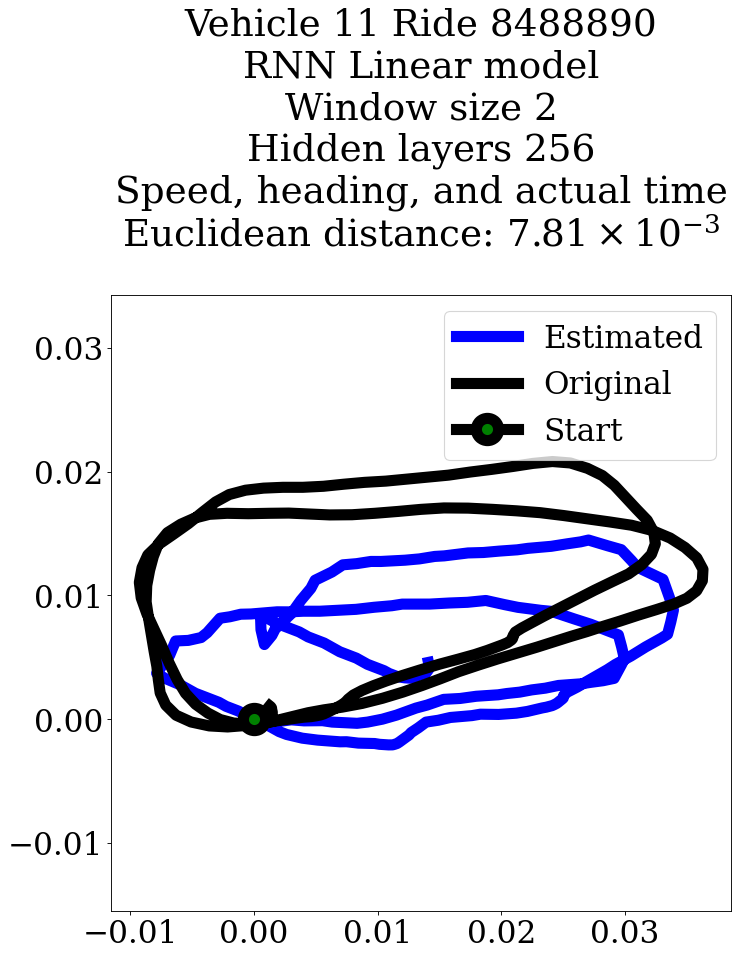 Vehicle 11 Ride 8488890
RNN Linear model
Window size 2
Hidden layers 256
Speed, heading, and actual time
Euclidean distance: 7.81 × 10⁻³
Estimated
Original
Start
0.03
0.02
0.01
0.00
−0.01
−0.01 0.00 0.01 0.02 0.03